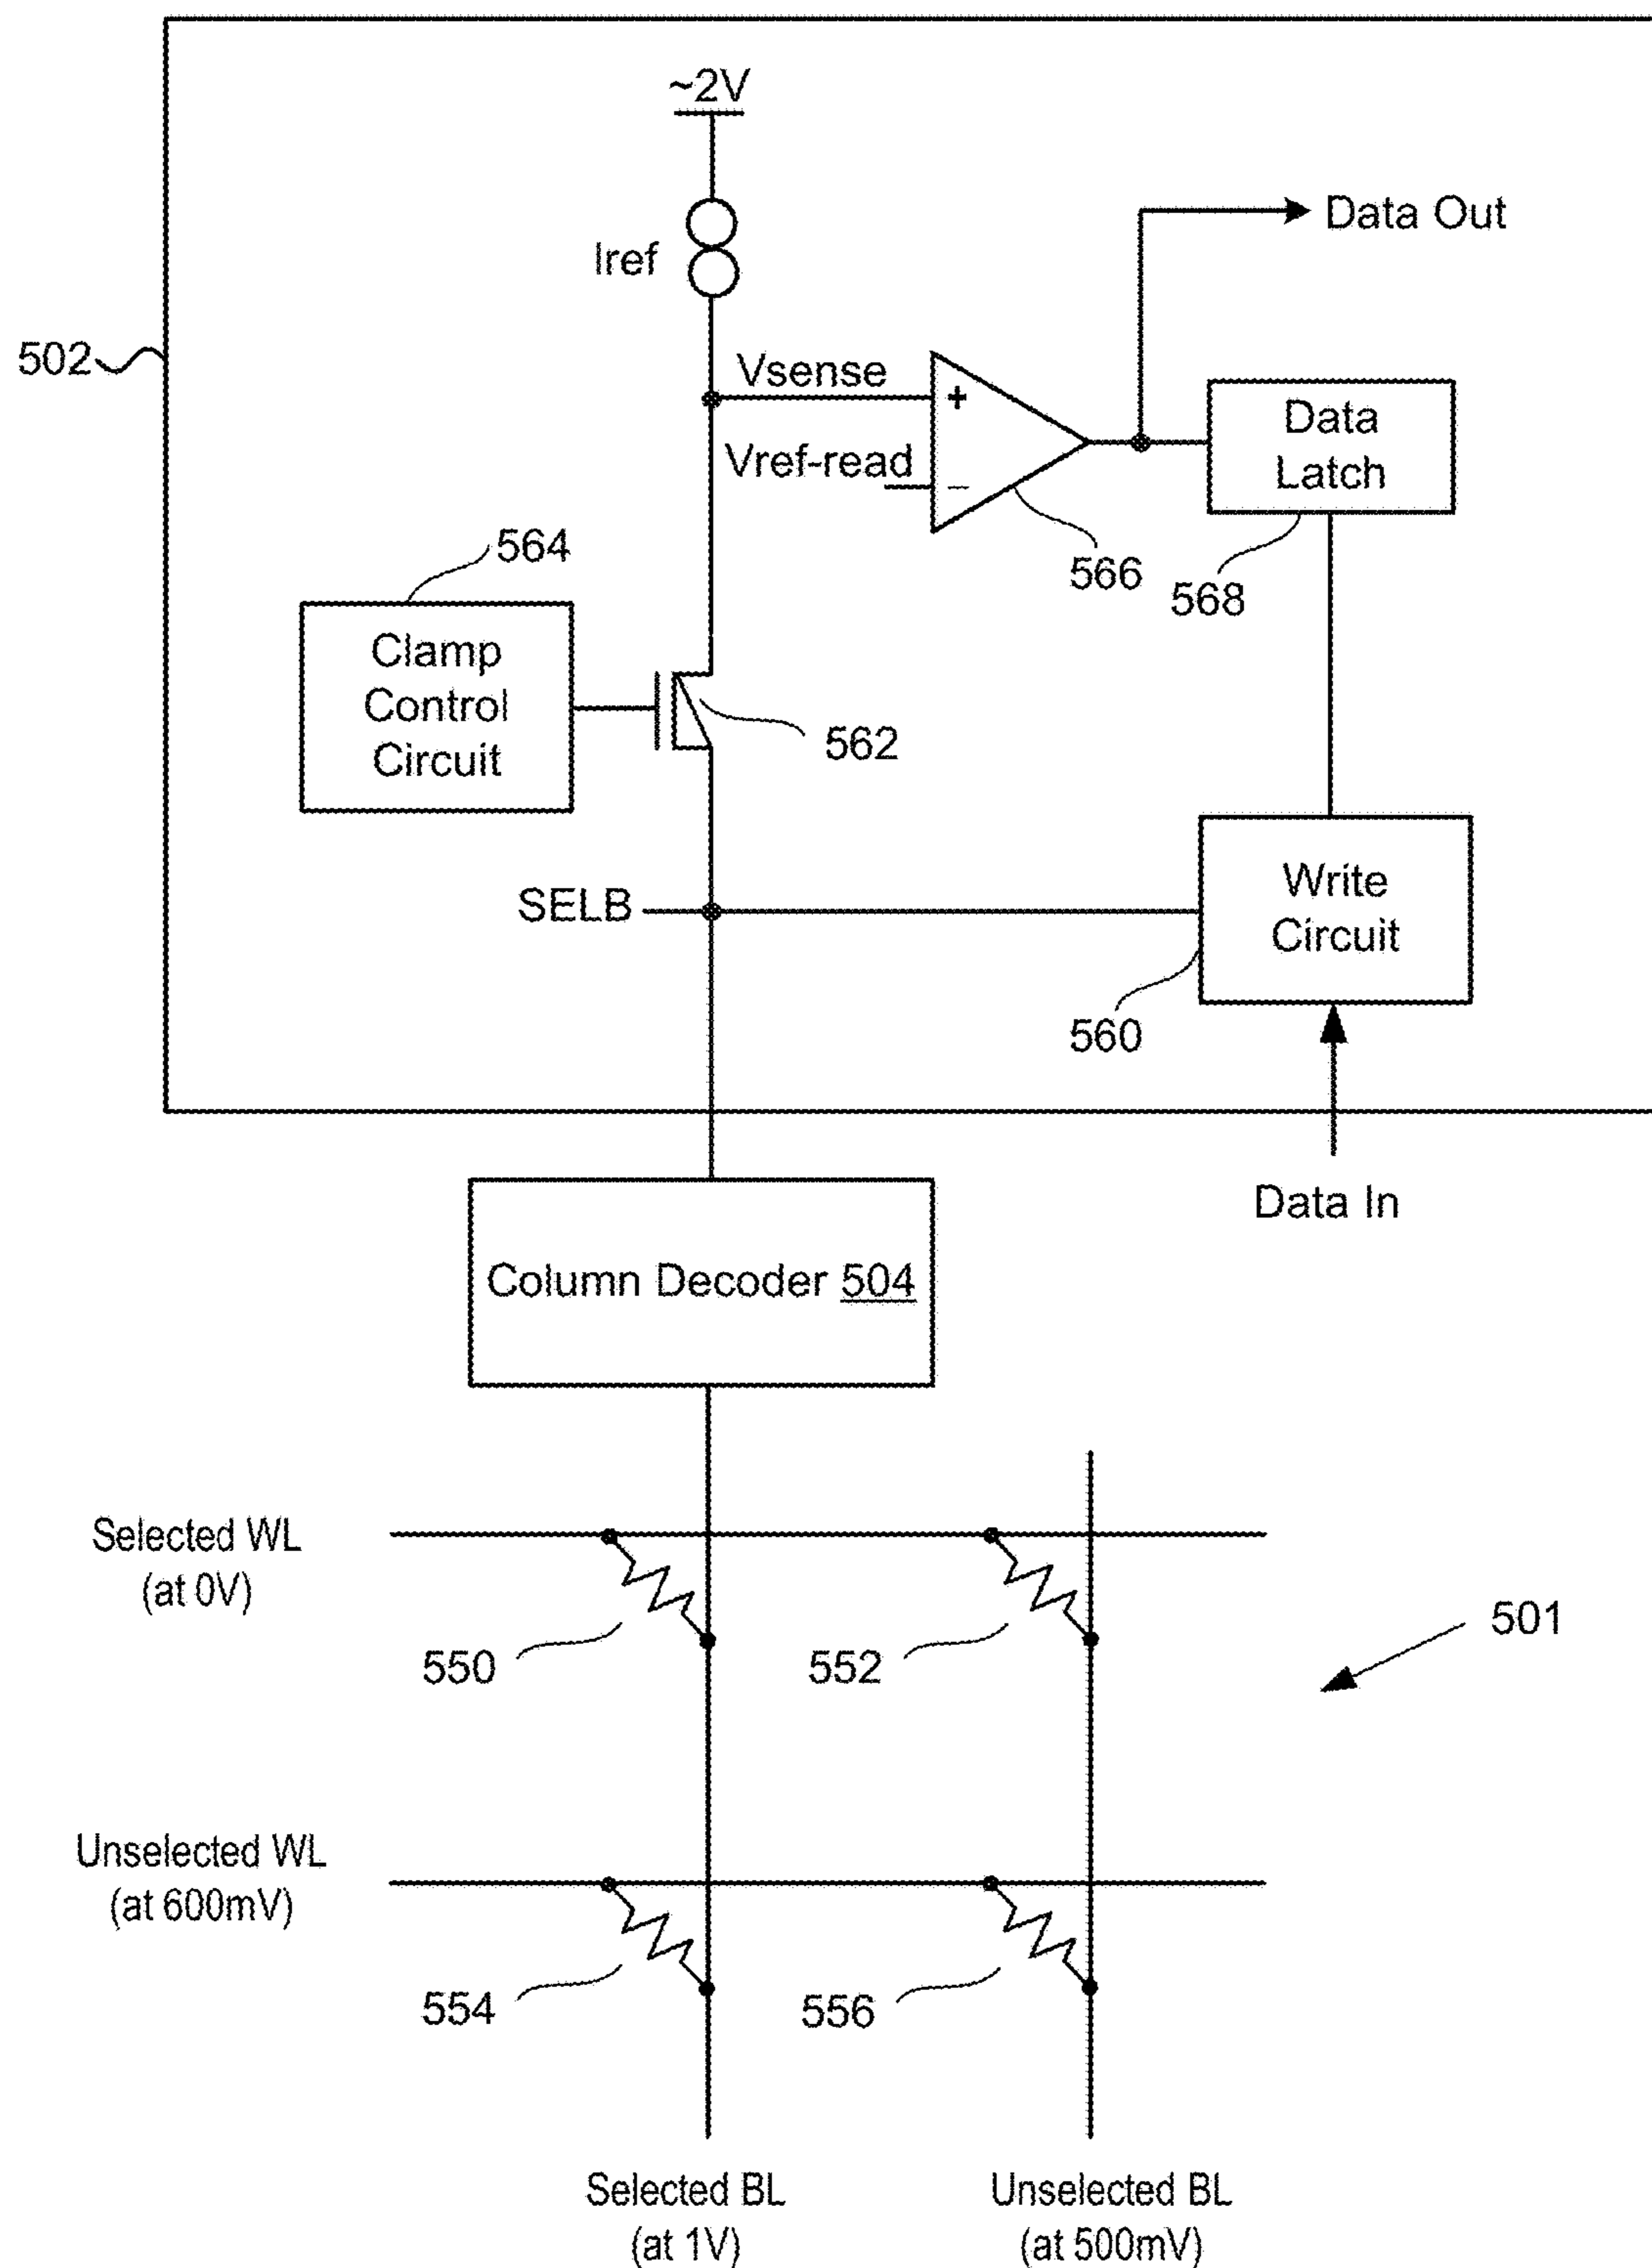 ~2V
Iref
Data Out
502
Vsense
+
Vref-read
−
Data
Latch
564
566
568
Clamp
Control
Circuit
562
SELB
Write
Circuit
560
Data In
Column Decoder 504
Selected WL
(at 0V)
550
552
501
Unselected WL
(at 600mV)
554
556
Selected BL
(at 1V)
Unselected BL
(at 500mV)